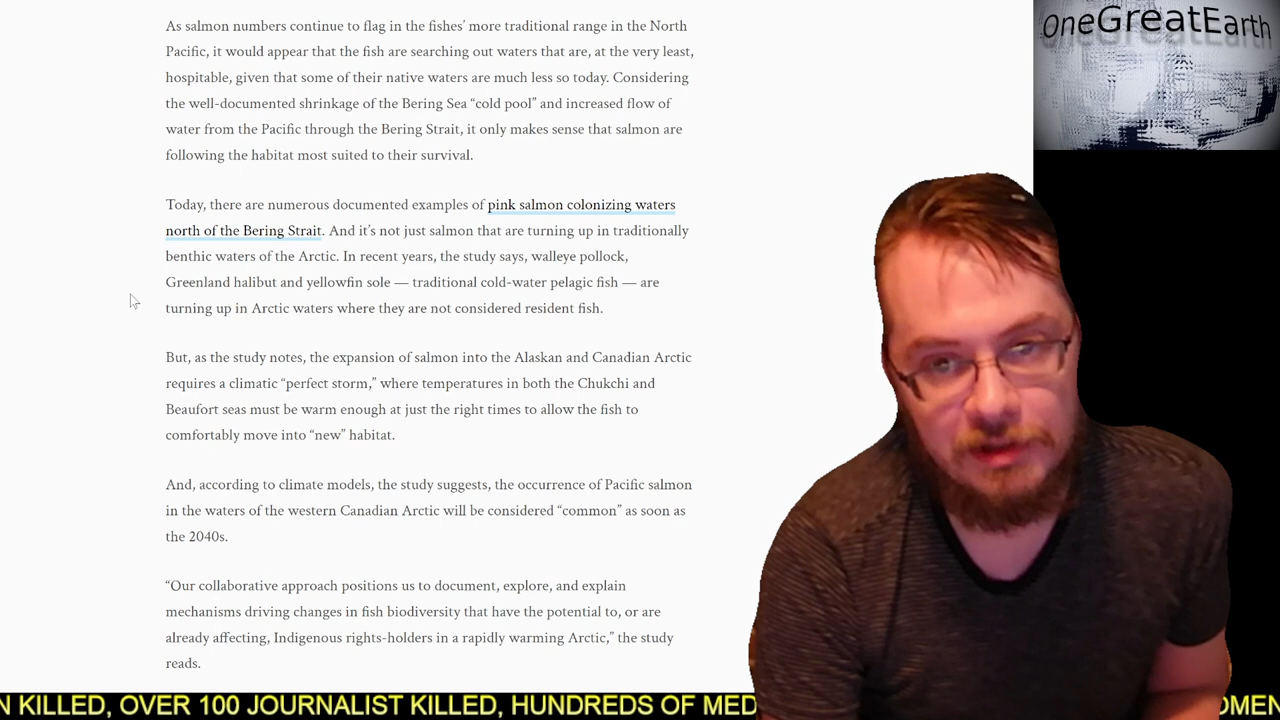 As salmon numbers continue to flag in the fishes’ more traditional range in the North
Pacific, it would appear that the fish are searching out waters that are, at the very least,
hospitable, given that some of their native waters are much less so today. Considering
the well-documented shrinkage of the Bering Sea “cold pool” and increased flow of
water from the Pacific through the Bering Strait, it only makes sense that salmon are
following the habitat most suited to their survival.
Today, there are numerous documented examples of pink salmon colonizing waters
north of the Bering Strait. And it’s not just salmon that are turning up in traditionally
benthic waters of the Arctic. In recent years, the study says, walleye pollock,
Greenland halibut and yellowfin sole — traditional cold-water pelagic fish — are
turning up in Arctic waters where they are not considered resident fish.
But, as the study notes, the expansion of salmon into the Alaskan and Canadian Arctic
requires a climatic “perfect storm,” where temperatures in both the Chukchi and
Beaufort seas must be warm enough at just the right times to allow the fish to
comfortably move into “new” habitat.
And, according to climate models, the study suggests, the occurrence of Pacific salmon
in the waters of the western Canadian Arctic will be considered “common” as soon as
the 2040s.
“Our collaborative approach positions us to document, explore, and explain
mechanisms driving changes in fish biodiversity that have the potential to, or are
already affecting, Indigenous rights-holders in a rapidly warming Arctic,” the study
reads.
OneGreatEarth
N KILLED, OVER 100 JOURNALIST KILLED, HUNDREDS OF MED